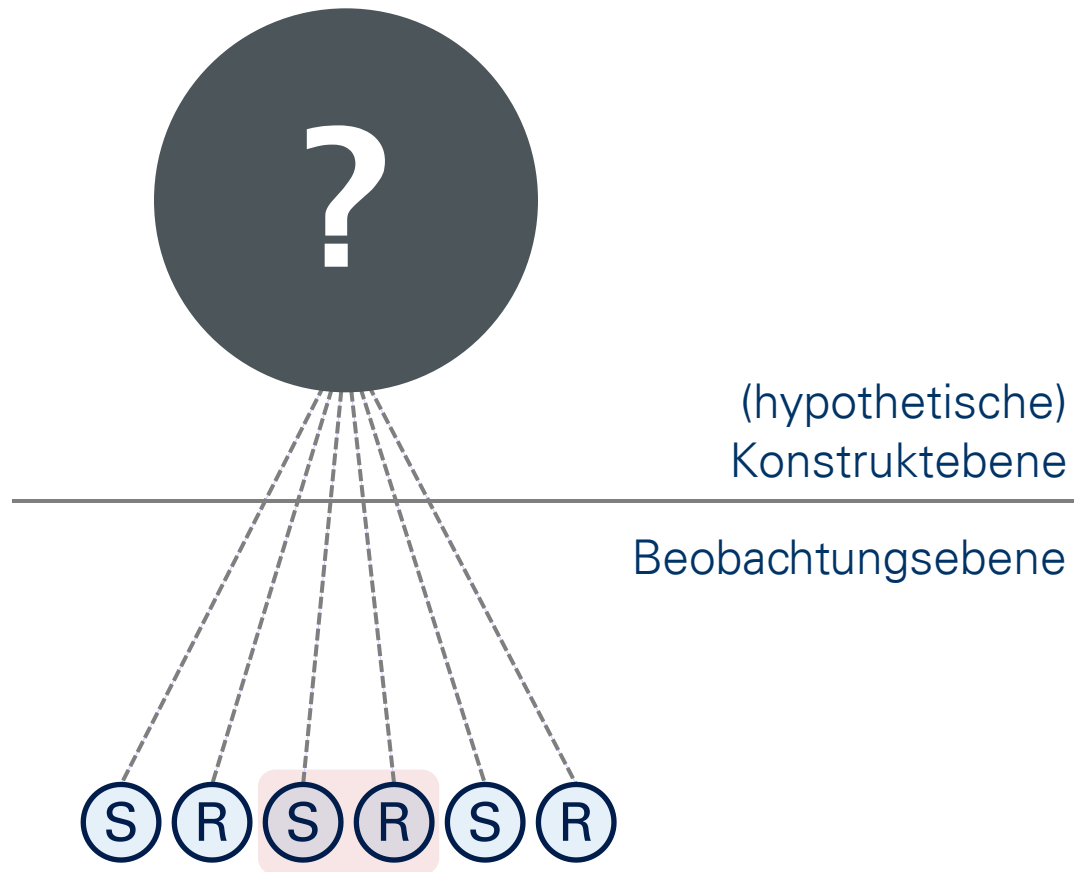 ?
(hypothetische)
Konstruktebene
Beobachtungsebene
S R S R S R